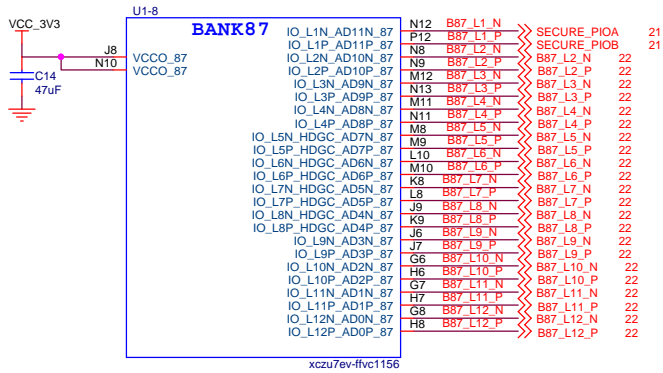 U1-8
VCC_3V3
BANK87
J8 VCCO_87
N10 VCCO_87
C14
47uF
IO_L1N_AD11N_87 N12 B87_L1_N SECURE_PIOA 21
IO_L1P_AD11P_87 P12 B87_L1_P SECURE_PIOB 21
IO_L2N_AD10N_87 N8 B87_L2_N B87_L2_N 22
IO_L2P_AD10P_87 N9 B87_L2_P B87_L2_P 22
IO_L3N_AD9N_87 M12 B87_L3_N B87_L3_N 22
IO_L3P_AD9P_87 N13 B87_L3_P B87_L3_P 22
IO_L4N_AD8N_87 M11 B87_L4_N B87_L4_N 22
IO_L4P_AD8P_87 N11 B87_L4_P B87_L4_P 22
IO_L5N_HDGC_AD7N_87 M8 B87_L5_N B87_L5_N 22
IO_L5P_HDGC_AD7P_87 M9 B87_L5_P B87_L5_P 22
IO_L6N_HDGC_AD6N_87 L10 B87_L6_N B87_L6_N 22
IO_L6P_HDGC_AD6P_87 M10 B87_L6_P B87_L6_P 22
IO_L7N_HDGC_AD5N_87 K8 B87_L7_N B87_L7_N 22
IO_L7P_HDGC_AD5P_87 L8 B87_L7_P B87_L7_P 22
IO_L8N_HDGC_AD4N_87 J9 B87_L8_N B87_L8_N 22
IO_L8P_HDGC_AD4P_87 K9 B87_L8_P B87_L8_P 22
IO_L9N_AD3N_87 J6 B87_L9_N B87_L9_N 22
IO_L9P_AD3P_87 J7 B87_L9_P B87_L9_P 22
IO_L10N_AD2N_87 G6 B87_L10_N B87_L10_N 22
IO_L10P_AD2P_87 H6 B87_L10_P B87_L10_P 22
IO_L11N_AD1N_87 G7 B87_L11_N B87_L11_N 22
IO_L11P_AD1P_87 H7 B87_L11_P B87_L11_P 22
IO_L12N_AD0N_87 G8 B87_L12_N B87_L12_N 22
IO_L12P_AD0P_87 H8 B87_L12_P B87_L12_P 22
xczu7ev-ffvc1156